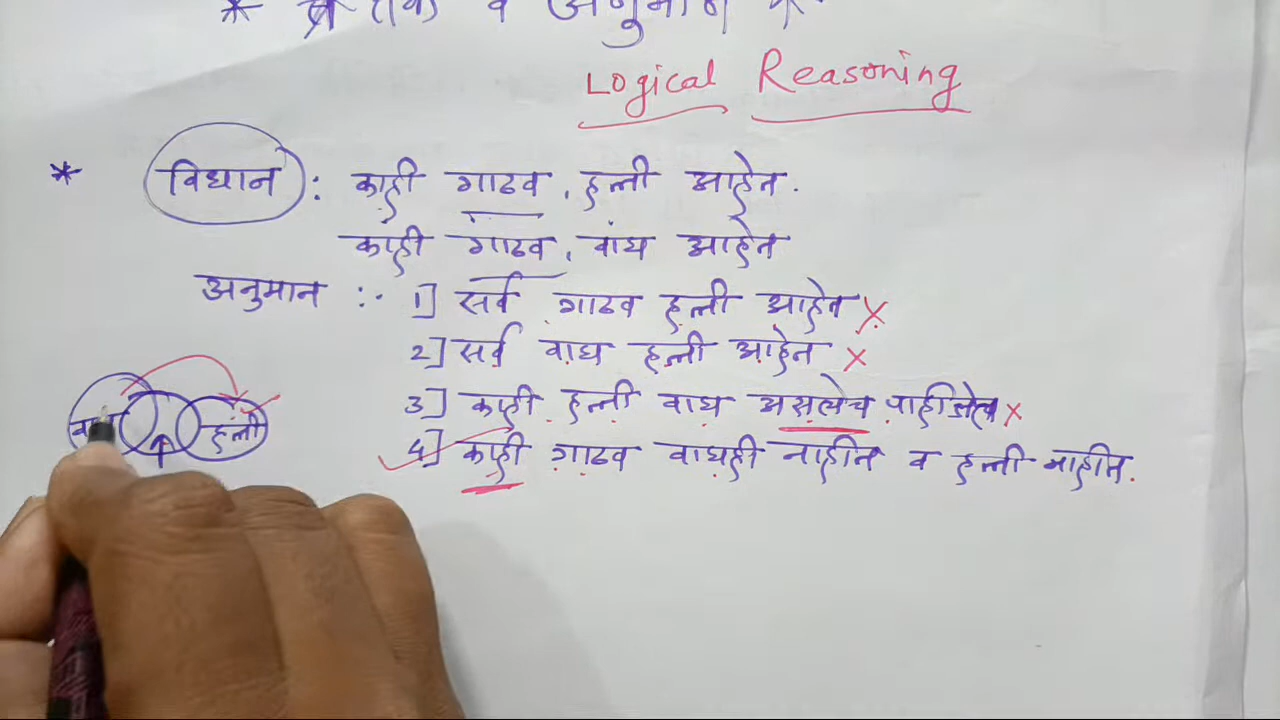 * व अनुमान *
Logical Reasoning
* विधान : काही गाढव, हत्ती आहेत.
काही गाढव, वाघ आहेत
अनुमान :- 1] सर्व गाढव हत्ती आहेत ×
2] सर्व वाघ हत्ती आहेत ×
3] काही हत्ती वाघ असलेच पाहीजेत ×
4] काही गाढव वाघही नाहीत व हत्ती नाहीत.
हत्ती